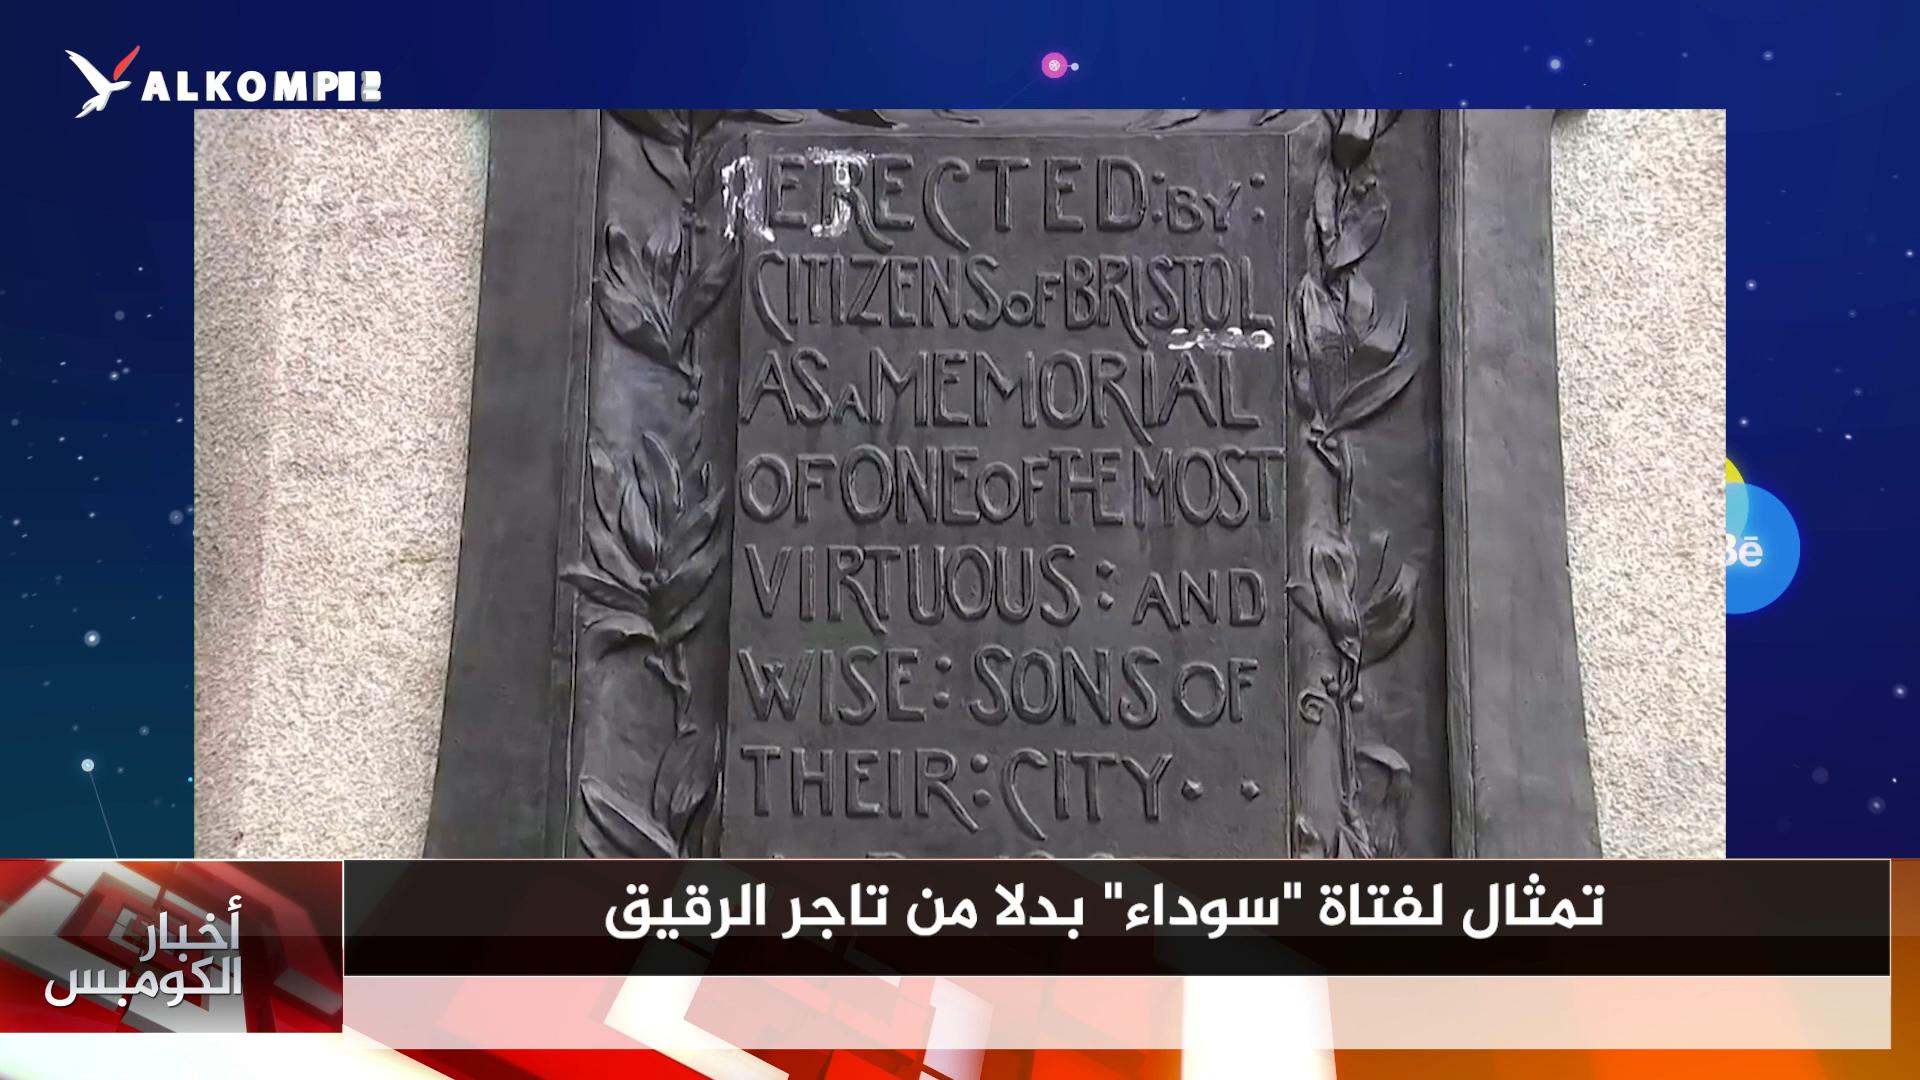 ERECTED:BY:
CITIZENS OF BRISTOL
AS A MEMORIAL
OF ONE OF THE MOST
VIRTUOUS: AND
WISE: SONS OF
THEIR: CITY
Bē
تمثال لفتاة "سوداء" بدلا من تاجر الرقيق
أخبار
الكومبس